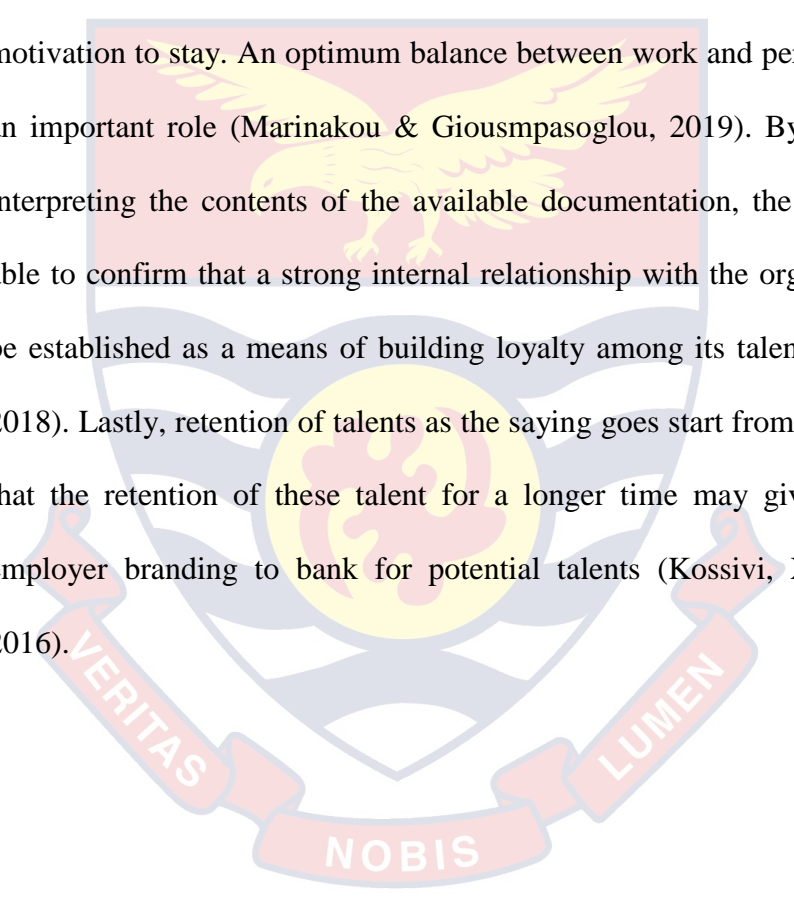 motivation to stay. An optimum balance between work and per
an important role (Marinakou & Giousmpasoglou, 2019). By
nterpreting the contents of the available documentation, the
able to confirm that a strong internal relationship with the org
be established as a means of building loyalty among its talen
2018). Lastly, retention of talents as the saying goes start from
hat the retention of these talent for a longer time may giv
employer branding to bank for potential talents (Kossivi,
2016).
VERITAS
NOBIS
LUMEN